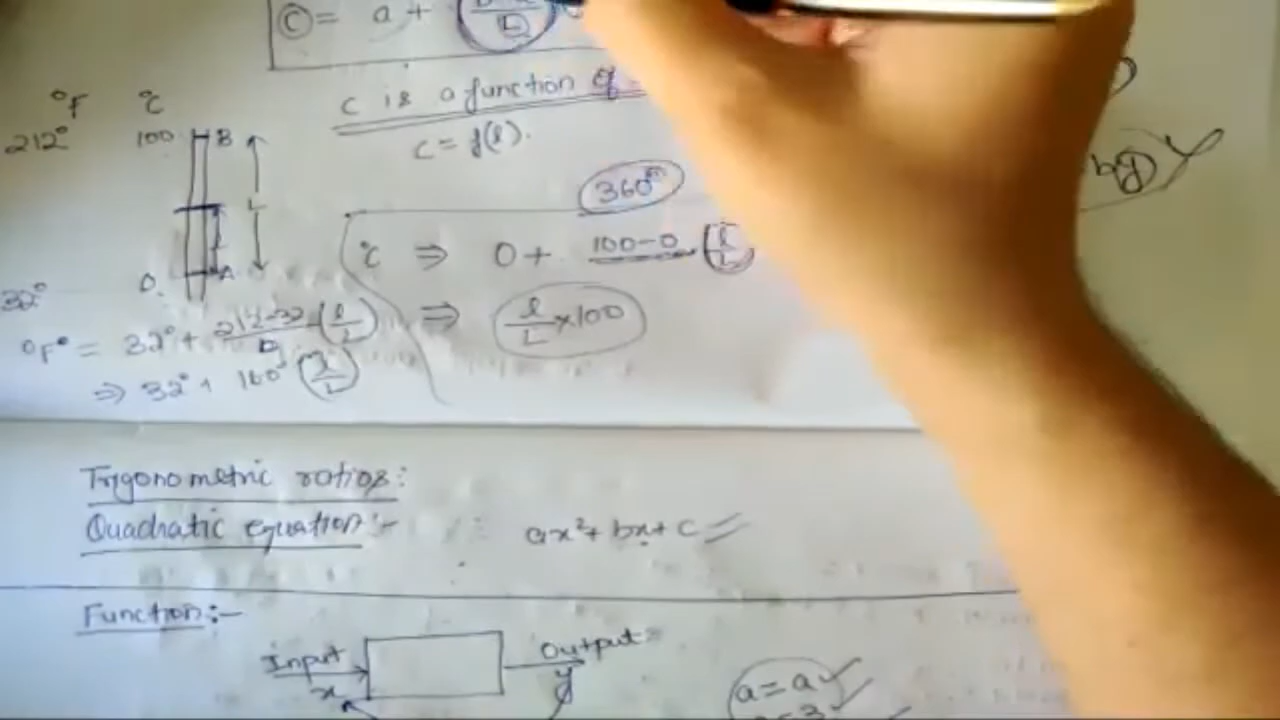 ©= a +
°F °C
c is a function of
212° 100 B
c = f(l).
360°
L
°c ⇒ 0 + 100-0 (l/L)
0 A
32°
⇒ l/L × 100
°F° = 32° + 212-32 (l/L)
⇒ 32° + 180° (l/L)
Trigonometric ratios:
Quadratic equation:- ax²+bx+c
Function:-
Input Output
x y
a = a